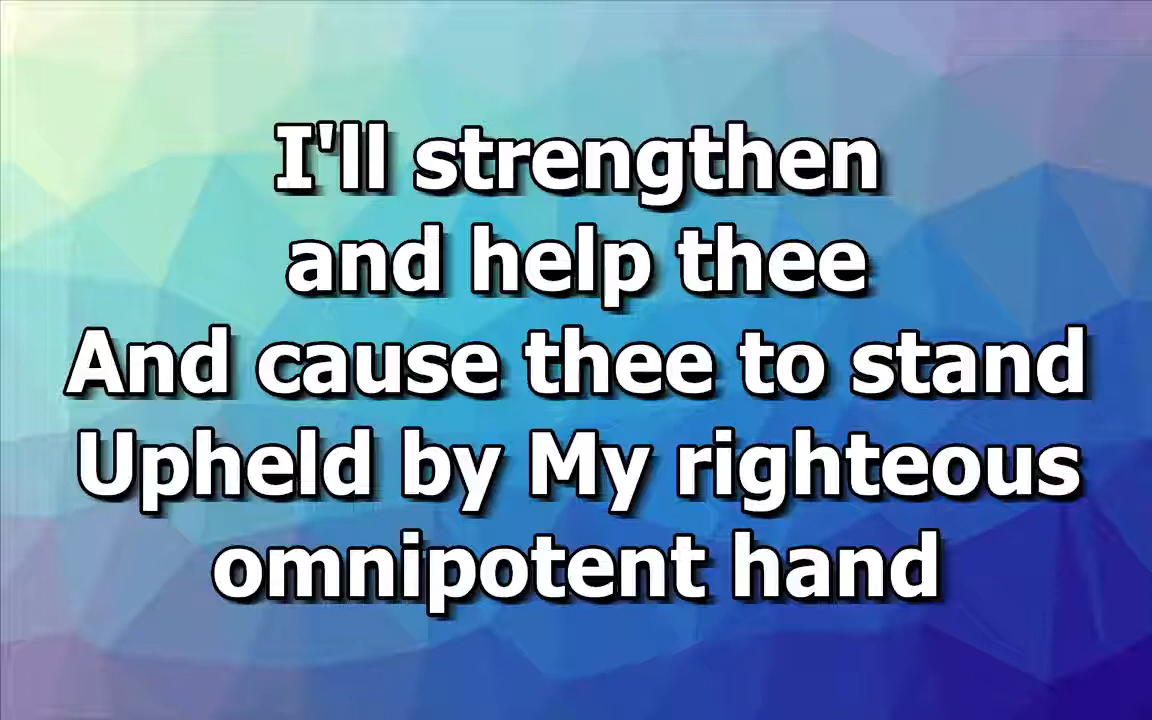 I'll strengthen
and help thee
And cause thee to stand
Upheld by My righteous
omnipotent hand